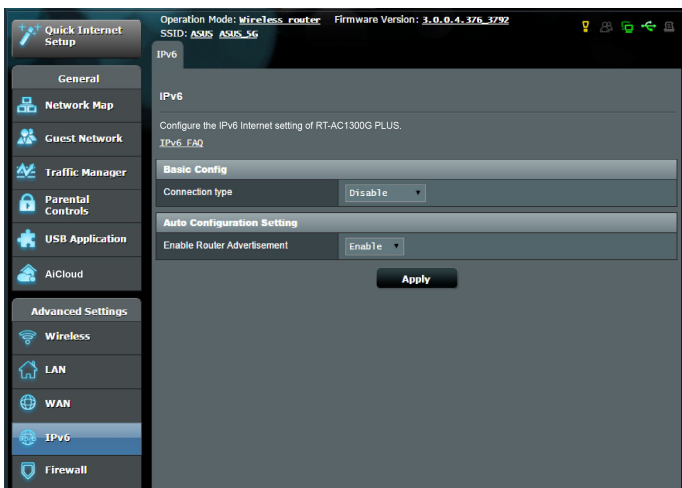 Quick Internet
Setup
Operation Mode: Wireless router Firmware Version: 3.0.0.4.376_3792
SSID: ASUS ASUS_5G
IPv6
General
Network Map
Guest Network
Traffic Manager
Parental
Controls
USB Application
AiCloud
Advanced Settings
Wireless
LAN
WAN
IPv6
Firewall
IPv6
Configure the IPv6 Internet setting of RT-AC1300G PLUS.
IPv6 FAQ
Basic Config
Connection type Disable
Auto Configuration Setting
Enable Router Advertisement Enable
Apply